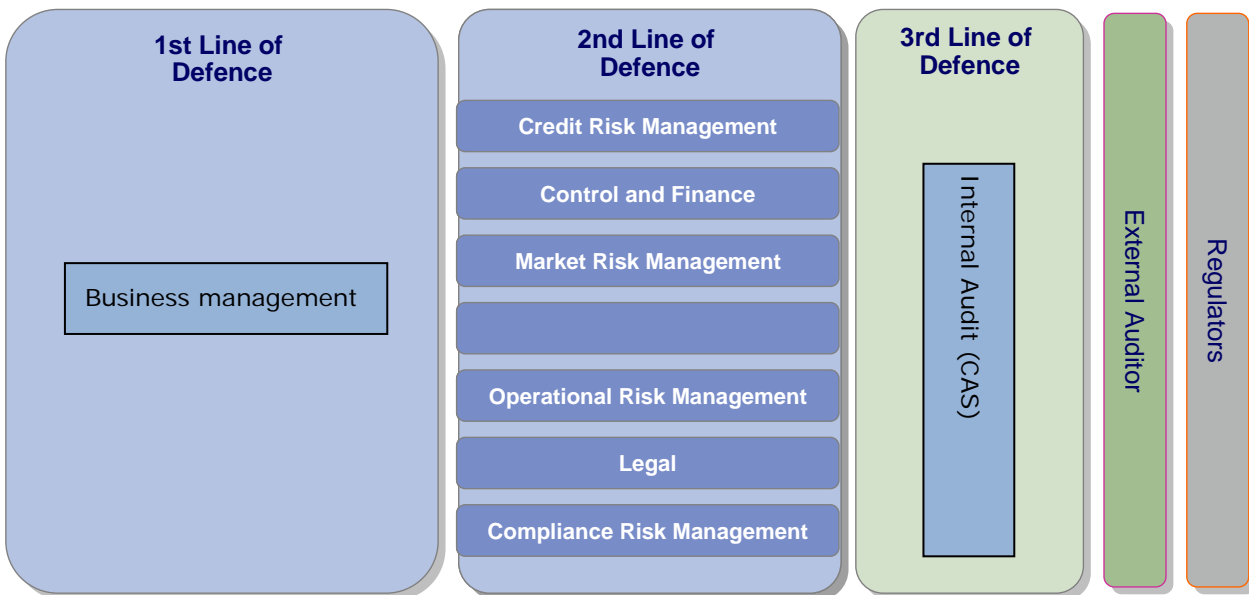 1st Line of
Defence
Business management
2nd Line of
Defence
Credit Risk Management
Control and Finance
Market Risk Management
Operational Risk Management
Legal
Compliance Risk Management
3rd Line of
Defence
Internal Audit (CAS)
External Auditor
Regulators